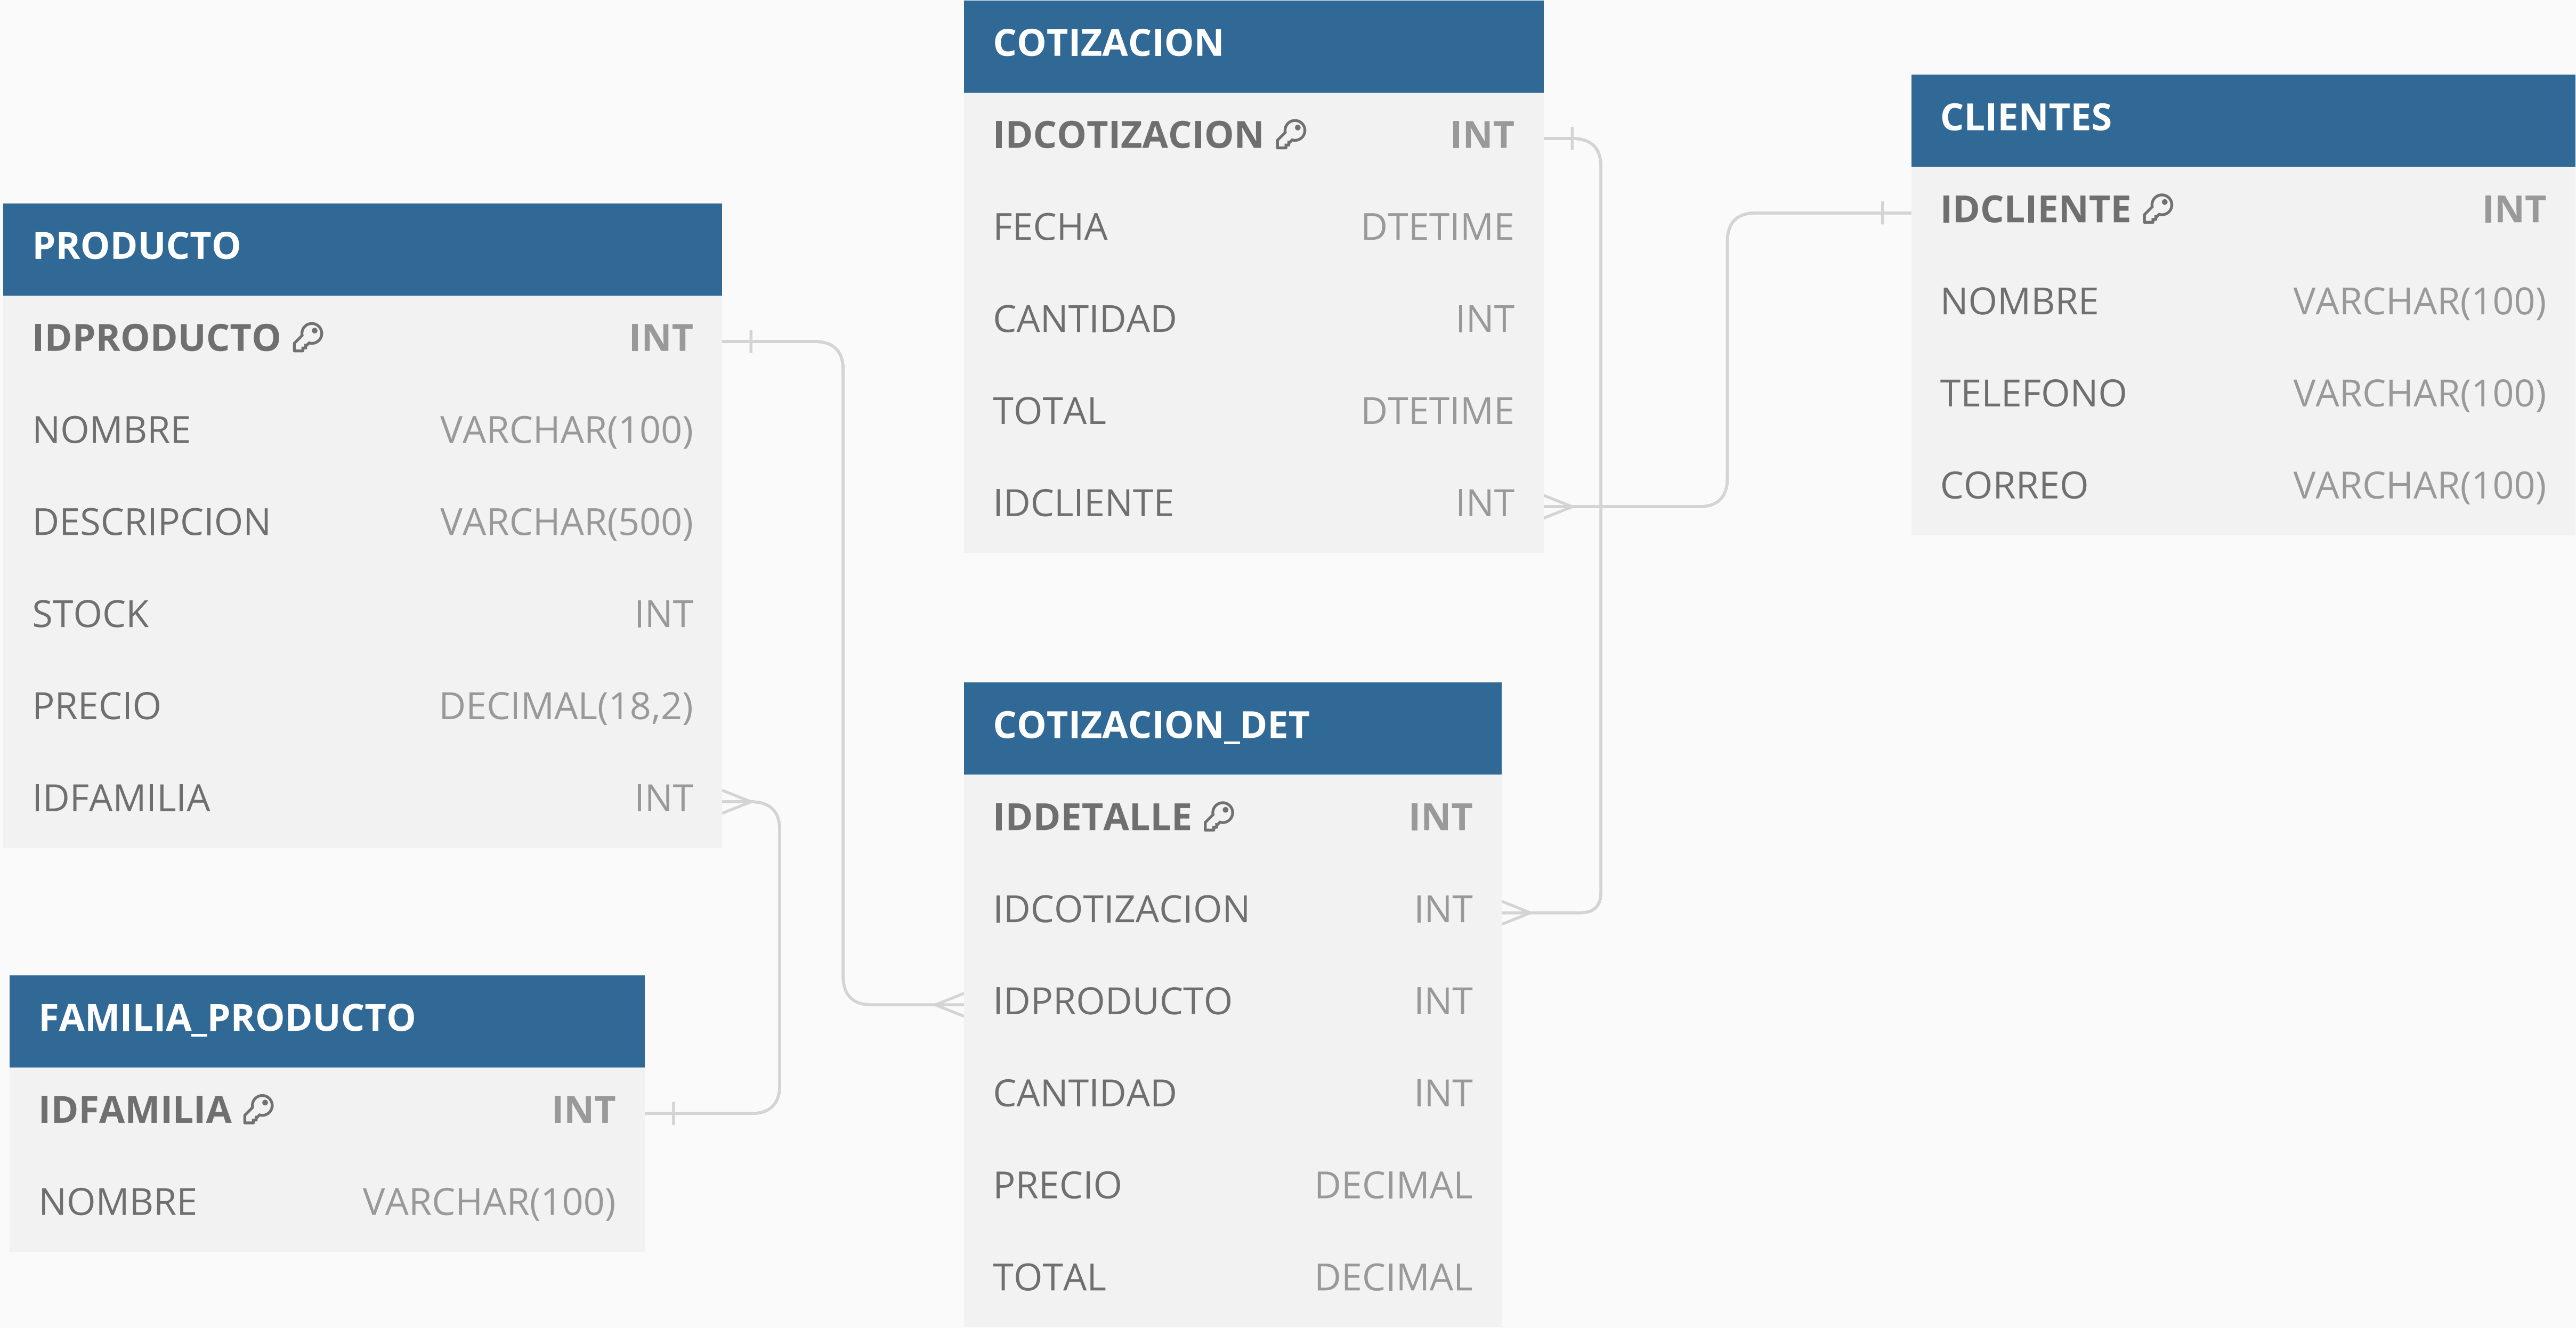 COTIZACION
IDCOTIZACION INT
FECHA DTETIME
CANTIDAD INT
TOTAL DTETIME
IDCLIENTE INT
CLIENTES
IDCLIENTE INT
NOMBRE VARCHAR(100)
TELEFONO VARCHAR(100)
CORREO VARCHAR(100)
PRODUCTO
IDPRODUCTO INT
NOMBRE VARCHAR(100)
DESCRIPCION VARCHAR(500)
STOCK INT
PRECIO DECIMAL(18,2)
IDFAMILIA INT
COTIZACION_DET
IDDETALLE INT
IDCOTIZACION INT
IDPRODUCTO INT
CANTIDAD INT
PRECIO DECIMAL
TOTAL DECIMAL
FAMILIA_PRODUCTO
IDFAMILIA INT
NOMBRE VARCHAR(100)